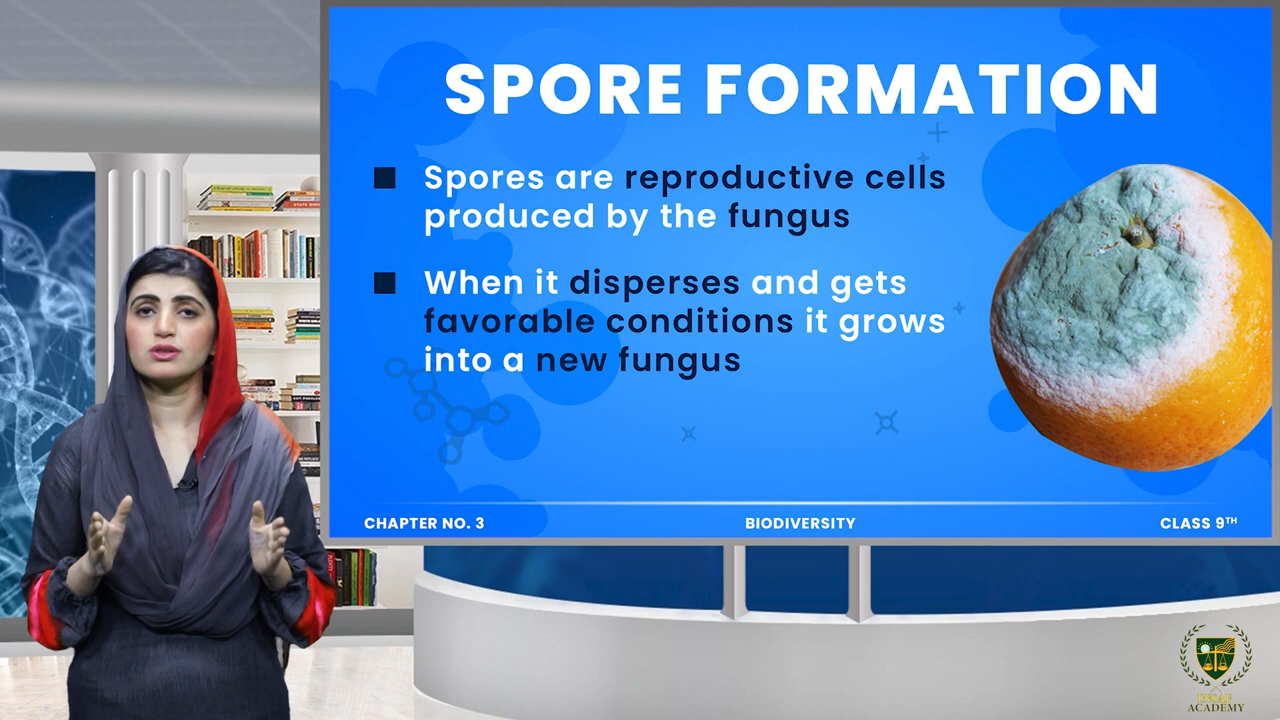 SPORE FORMATION
Spores are reproductive cells
produced by the fungus
When it disperses and gets
favorable conditions it grows
into a new fungus
CHAPTER NO. 3
BIODIVERSITY
CLASS 9TH
INSAF
ACADEMY